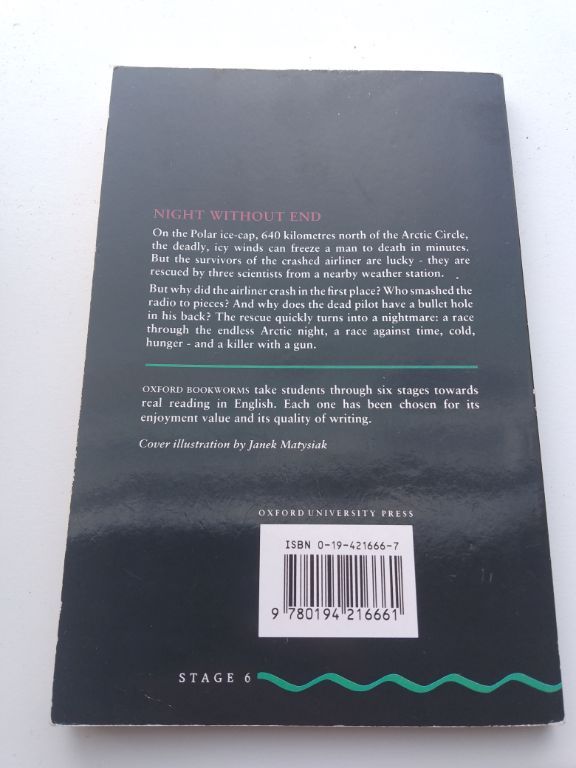 NIGHT WITHOUT END
On the Polar ice-cap, 640 kilometres north of the Arctic Circle,
the deadly, icy winds can freeze a man to death in minutes.
But the survivors of the crashed airliner are lucky - they are
rescued by three scientists from a nearby weather station.
But why did the airliner crash in the first place? Who smashed the
radio to pieces? And why does the dead pilot have a bullet hole
in his back? The rescue quickly turns into a nightmare: a race
through the endless Arctic night, a race against time, cold,
hunger - and a killer with a gun.
OXFORD BOOKWORMS take students through six stages towards
real reading in English. Each one has been chosen for its
enjoyment value and its quality of writing.
Cover illustration by Janek Matysiak
OXFORD UNIVERSITY PRESS
ISBN 0-19-421666-7
9 780194 216661
STAGE 6